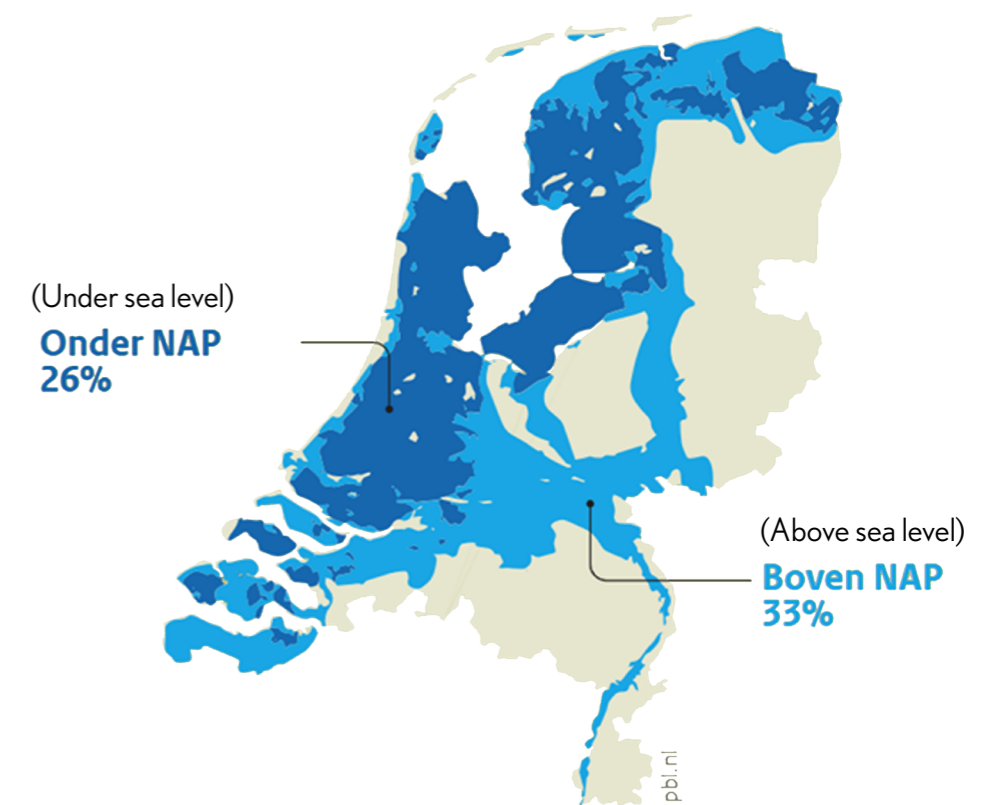 (Under sea level)
Onder NAP
26%
(Above sea level)
Boven NAP
33%
pbl.nl